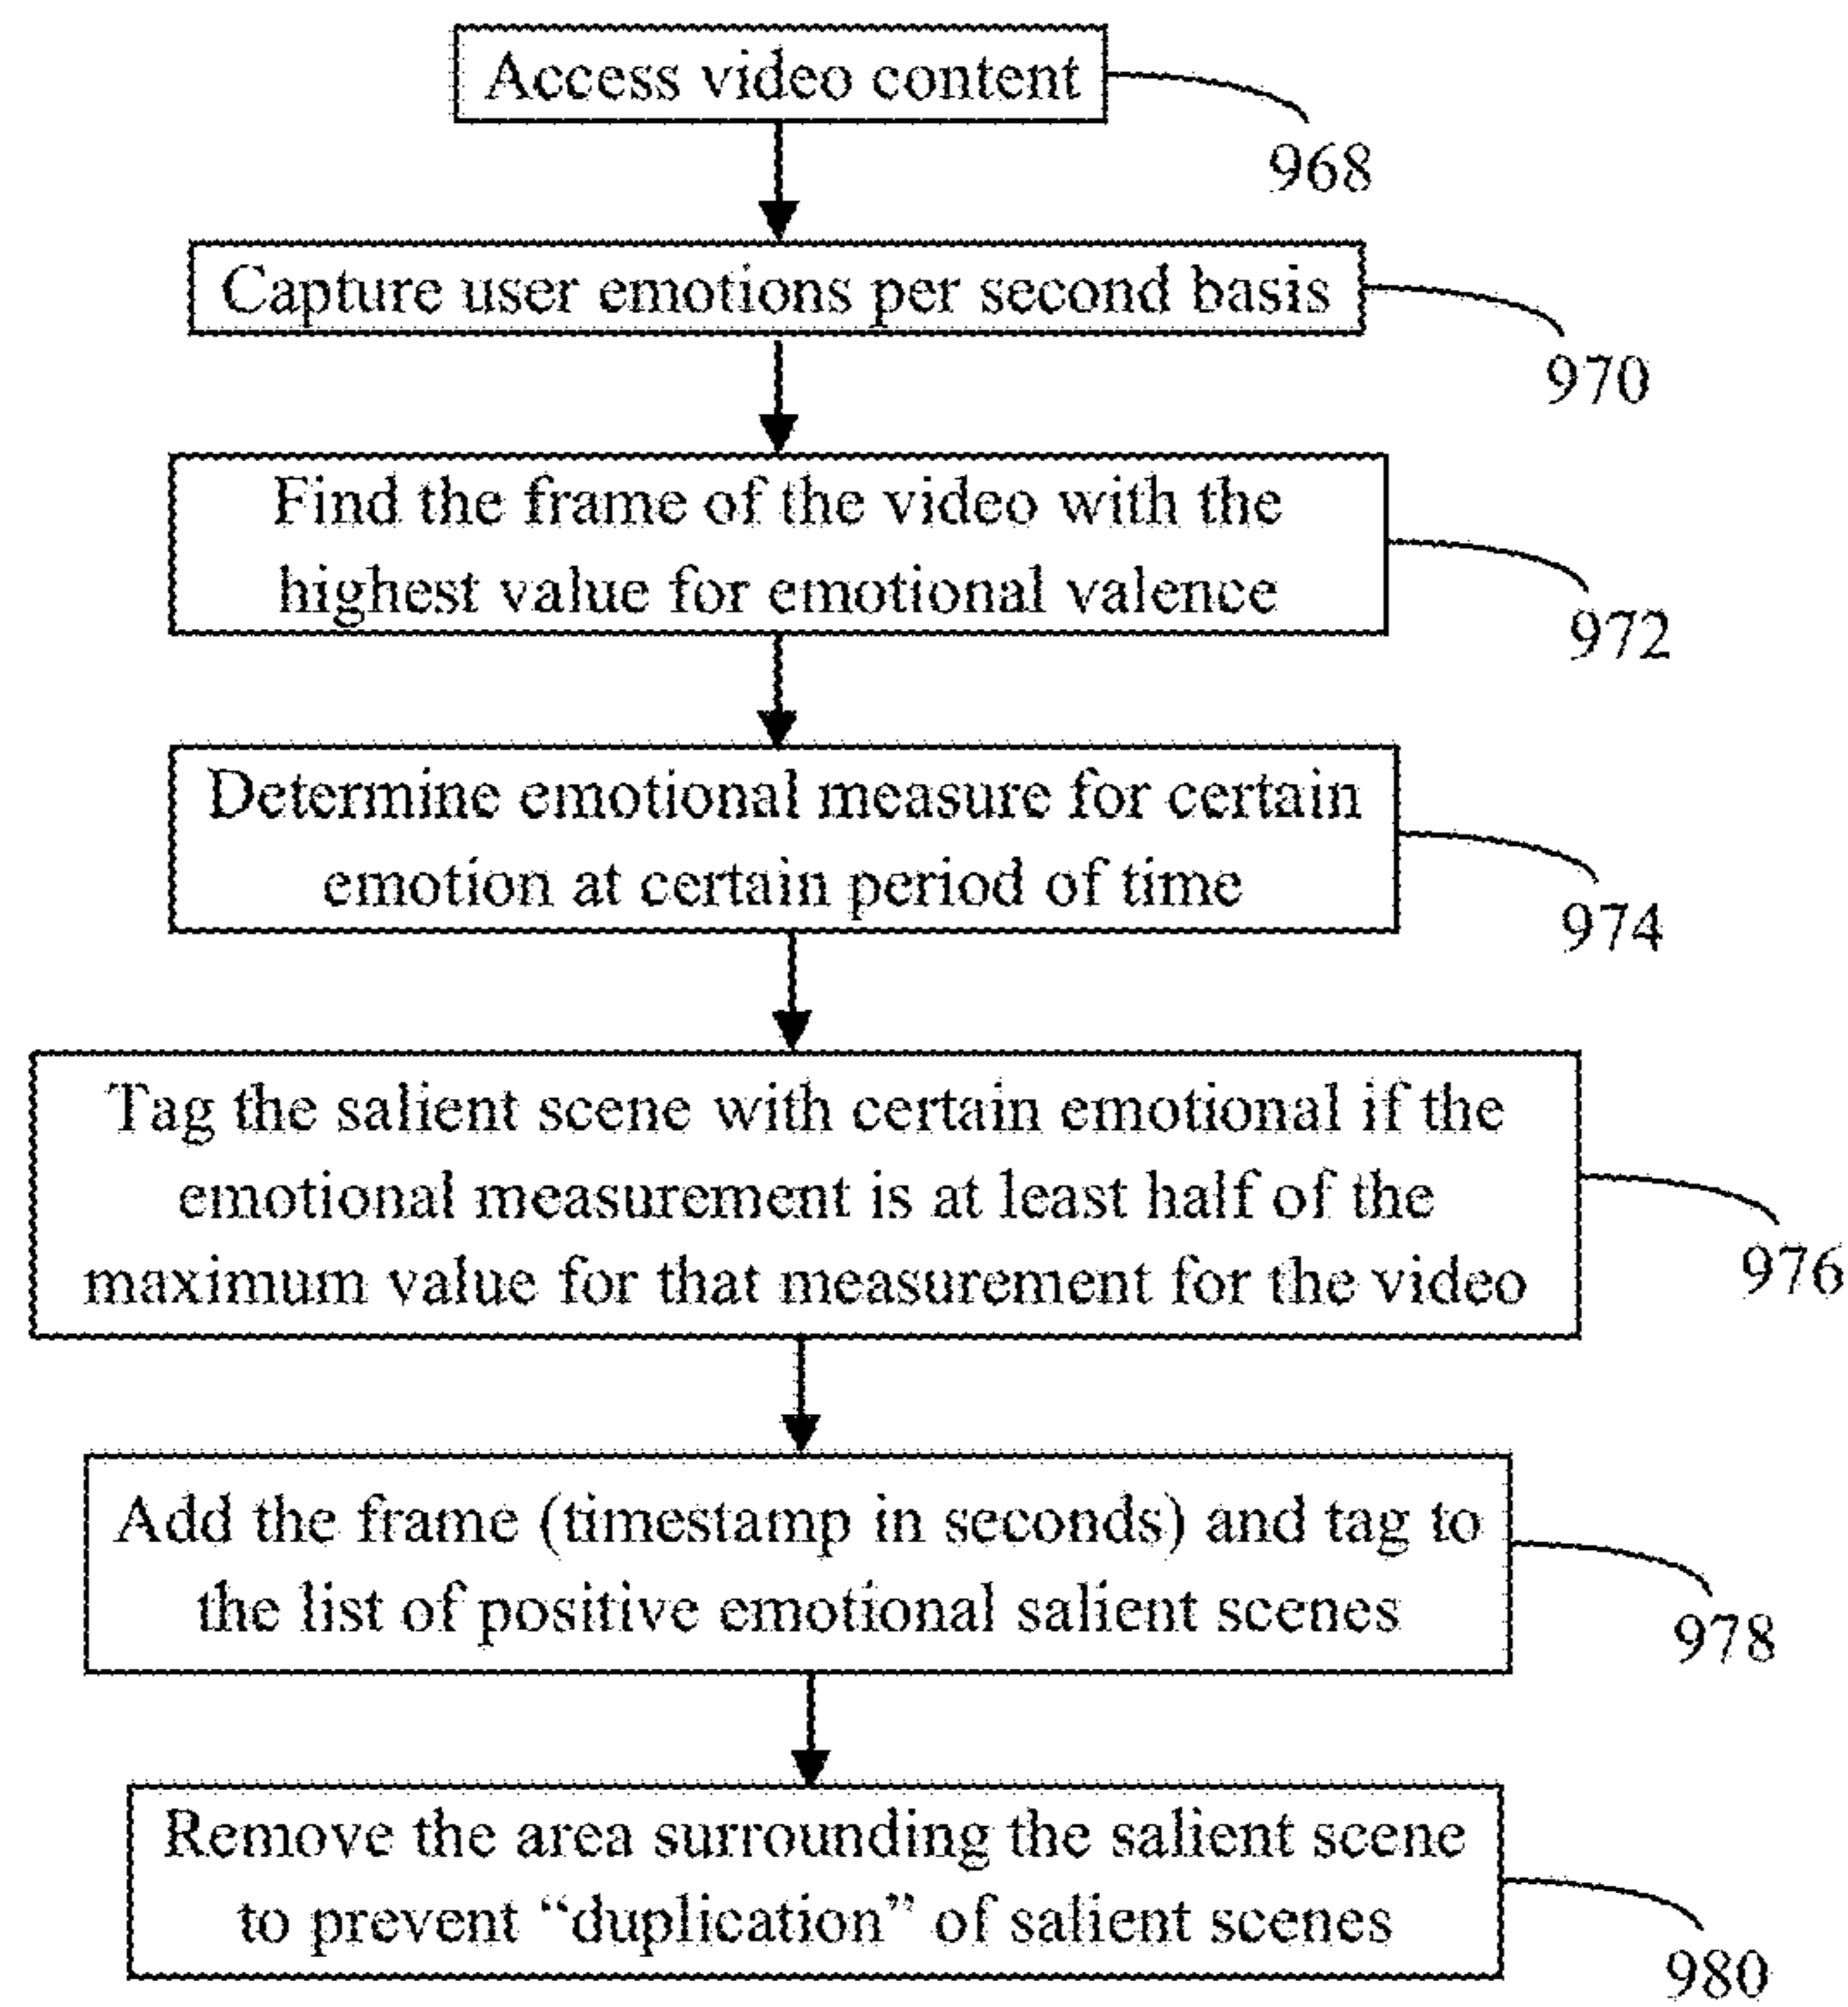 Access video content
968
Capture user emotions per second basis
970
Find the frame of the video with the
highest value for emotional valence
972
Determine emotional measure for certain
emotion at certain period of time
974
Tag the salient scene with certain emotional if the
emotional measurement is at least half of the
maximum value for that measurement for the video
976
Add the frame (timestamp in seconds) and tag to
the list of positive emotional salient scenes
978
Remove the area surrounding the salient scene
to prevent “duplication” of salient scenes
980